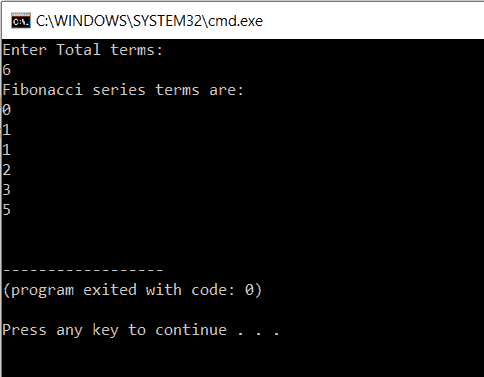 C:\WINDOWS\SYSTEM32\cmd.exe
Enter Total terms:
6
Fibonacci series terms are:
0
1
1
2
3
5
------------------
(program exited with code: 0)
Press any key to continue . . .